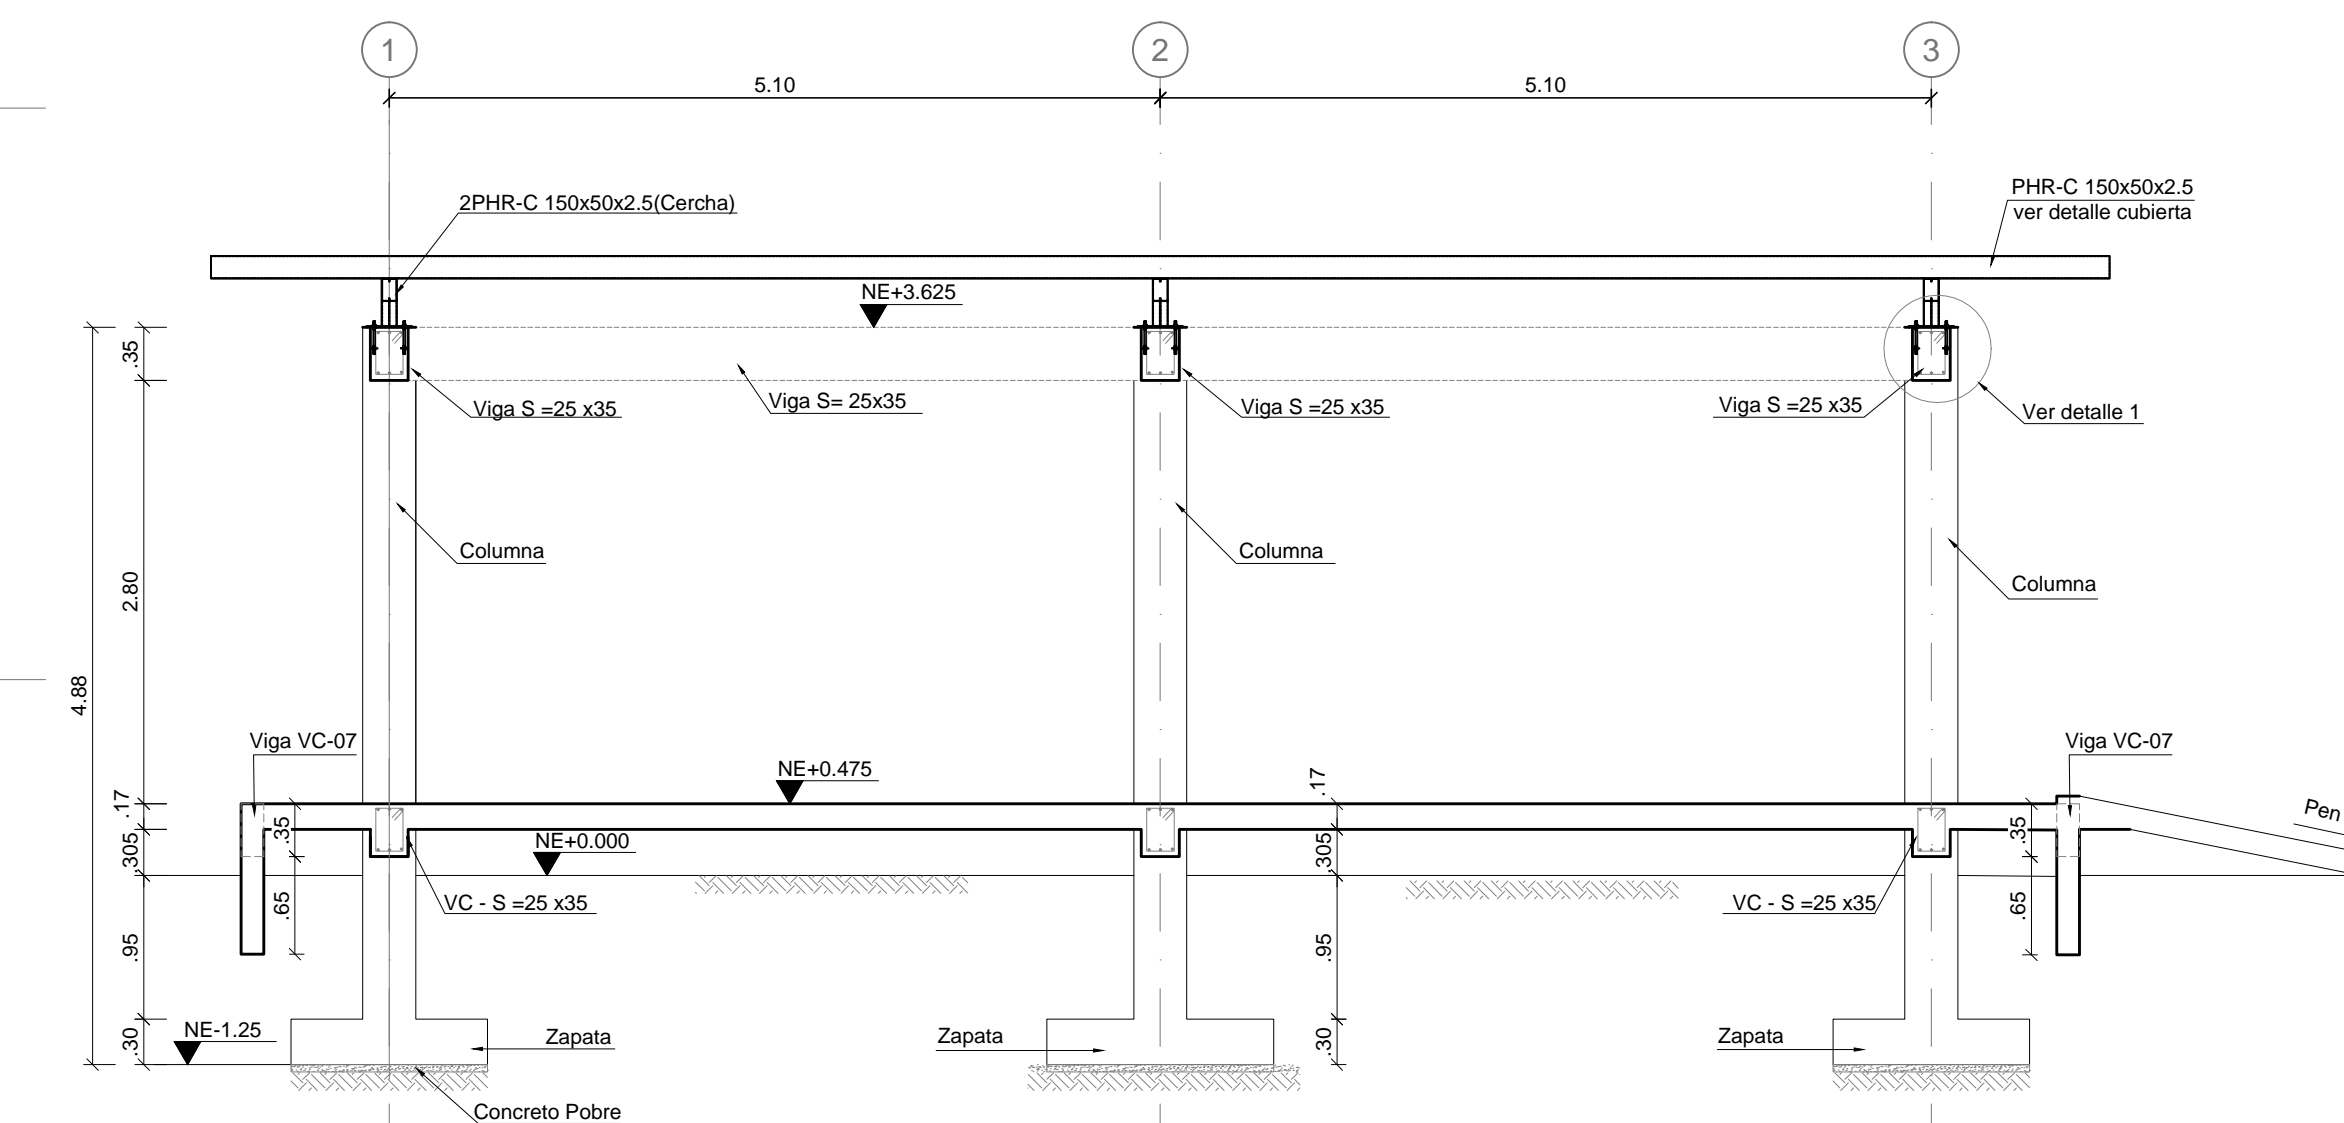 1
2
3
5.10
5.10
2PHR-C 150x50x2.5(Cercha)
PHR-C 150x50x2.5
ver detalle cubierta
NE+3.625
.35
Viga S =25 x35
Viga S= 25x35
Viga S =25 x35
Viga S =25 x35
Ver detalle 1
Columna
Columna
Columna
2.80
4.88
Viga VC-07
Viga VC-07
NE+0.475
.17
.17
Pen
.35
.35
NE+0.000
.305
.305
VC - S =25 x35
VC - S =25 x35
.65
.65
.95
.95
NE-1.25
Zapata
Zapata
Zapata
.30
.30
Concreto Pobre